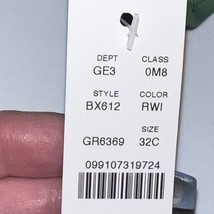 DEPT CLASS
GE3 0M8
STYLE COLOR
BX612 RWI
SIZE
GR6369 32C
099107319724